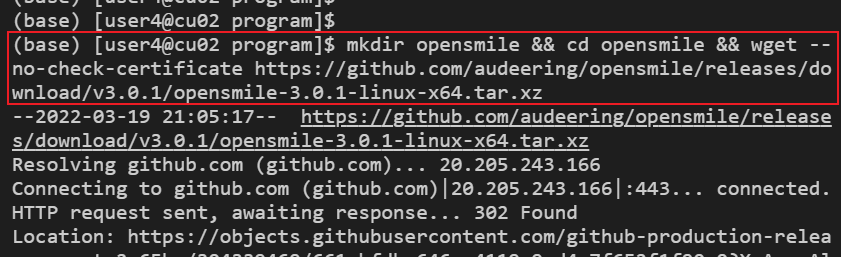 (base) [user4@cu02 program]$
(base) [user4@cu02 program]$
(base) [user4@cu02 program]$ mkdir opensmile && cd opensmile && wget --
no-check-certificate https://github.com/audeering/opensmile/releases/do
wnload/v3.0.1/opensmile-3.0.1-linux-x64.tar.xz
--2022-03-19 21:05:17--  https://github.com/audeering/opensmile/release
s/download/v3.0.1/opensmile-3.0.1-linux-x64.tar.xz
Resolving github.com (github.com)... 20.205.243.166
Connecting to github.com (github.com)|20.205.243.166|:443... connected.
HTTP request sent, awaiting response... 302 Found
Location: https://objects.githubusercontent.com/github-production-relea